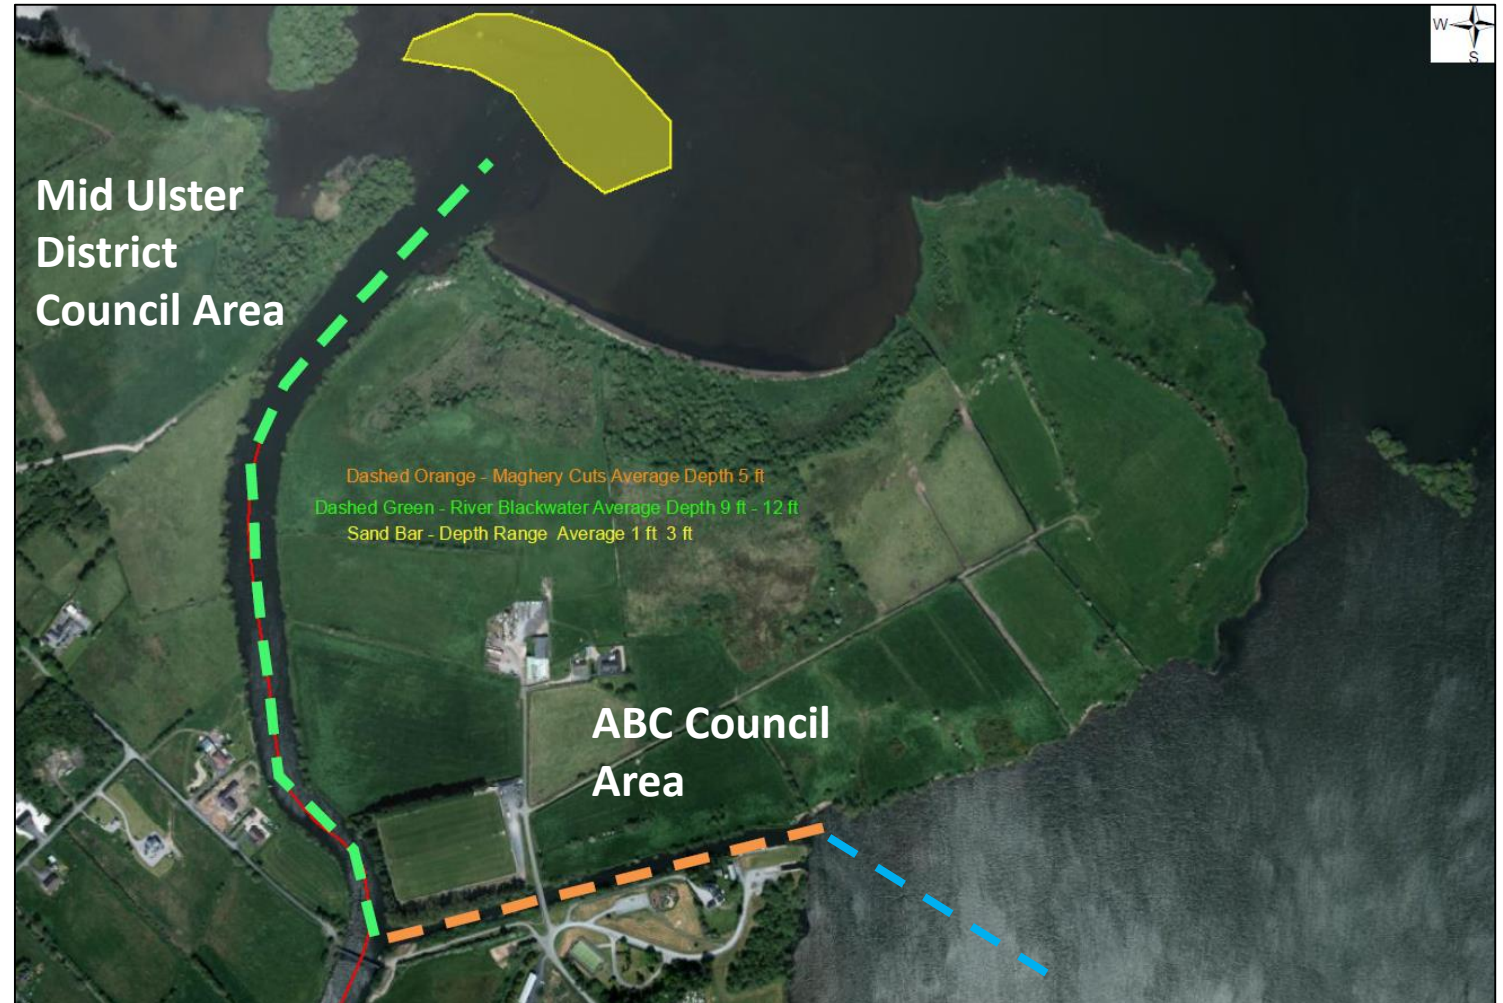 W
S
Mid Ulster
District
Council Area
Dashed Orange - Maghery Cuts Average Depth 5 ft
Dashed Green - River Blackwater Average Depth 9 ft - 12 ft
Sand Bar - Depth Range Average 1 ft 3 ft
ABC Council
Area